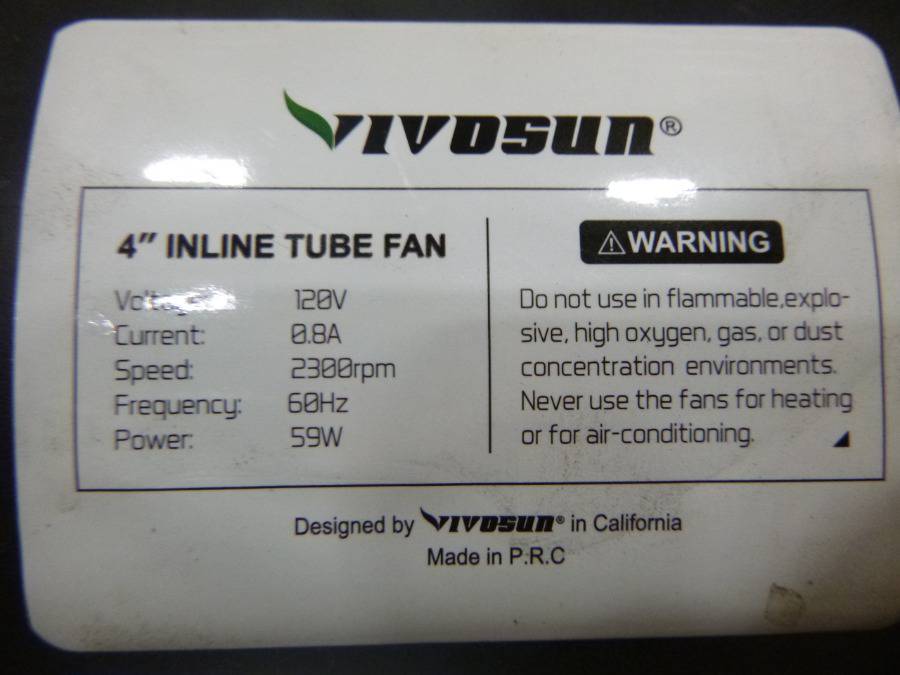 VIVOSUN®
4" INLINE TUBE FAN
Voltage: 120V
Current: 0.8A
Speed: 2300rpm
Frequency: 60Hz
Power: 59W
⚠WARNING
Do not use in flammable,explo-
sive, high oxygen, gas, or dust
concentration environments.
Never use the fans for heating
or for air-conditioning.
Designed by VIVOSUN® in California
Made in P.R.C